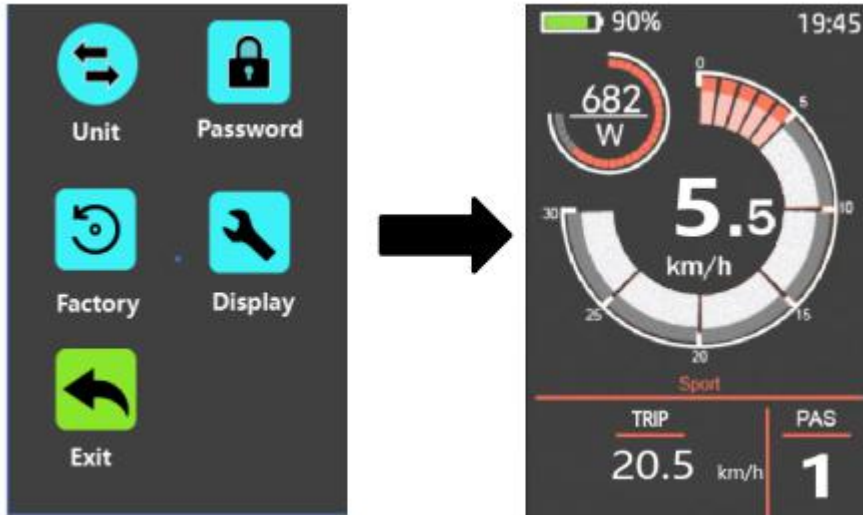 Unit Password
Factory Display
Exit
90% 19:45
682
W
0
5
10
15
20
25
30
5.5
km/h
Sport
TRIP PAS
20.5 km/h 1